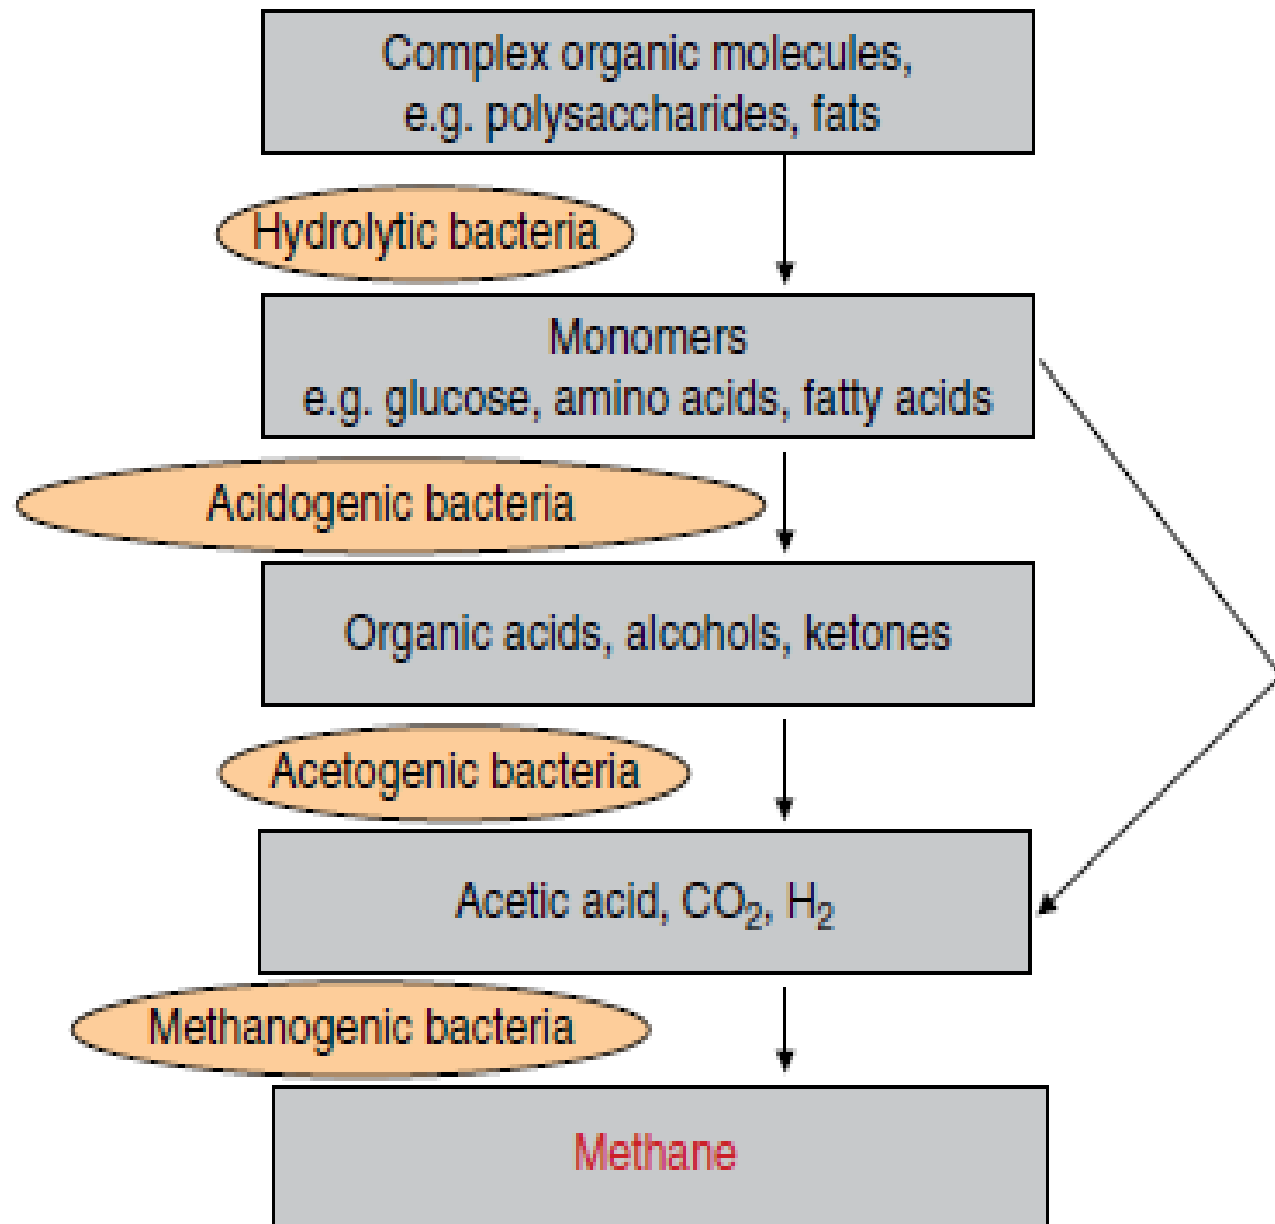 Complex organic molecules,
e.g. polysaccharides, fats
Hydrolytic bacteria
Monomers
e.g. glucose, amino acids, fatty acids
Acidogenic bacteria
Organic acids, alcohols, ketones
Acetogenic bacteria
Acetic acid, CO₂, H₂
Methanogenic bacteria
Methane